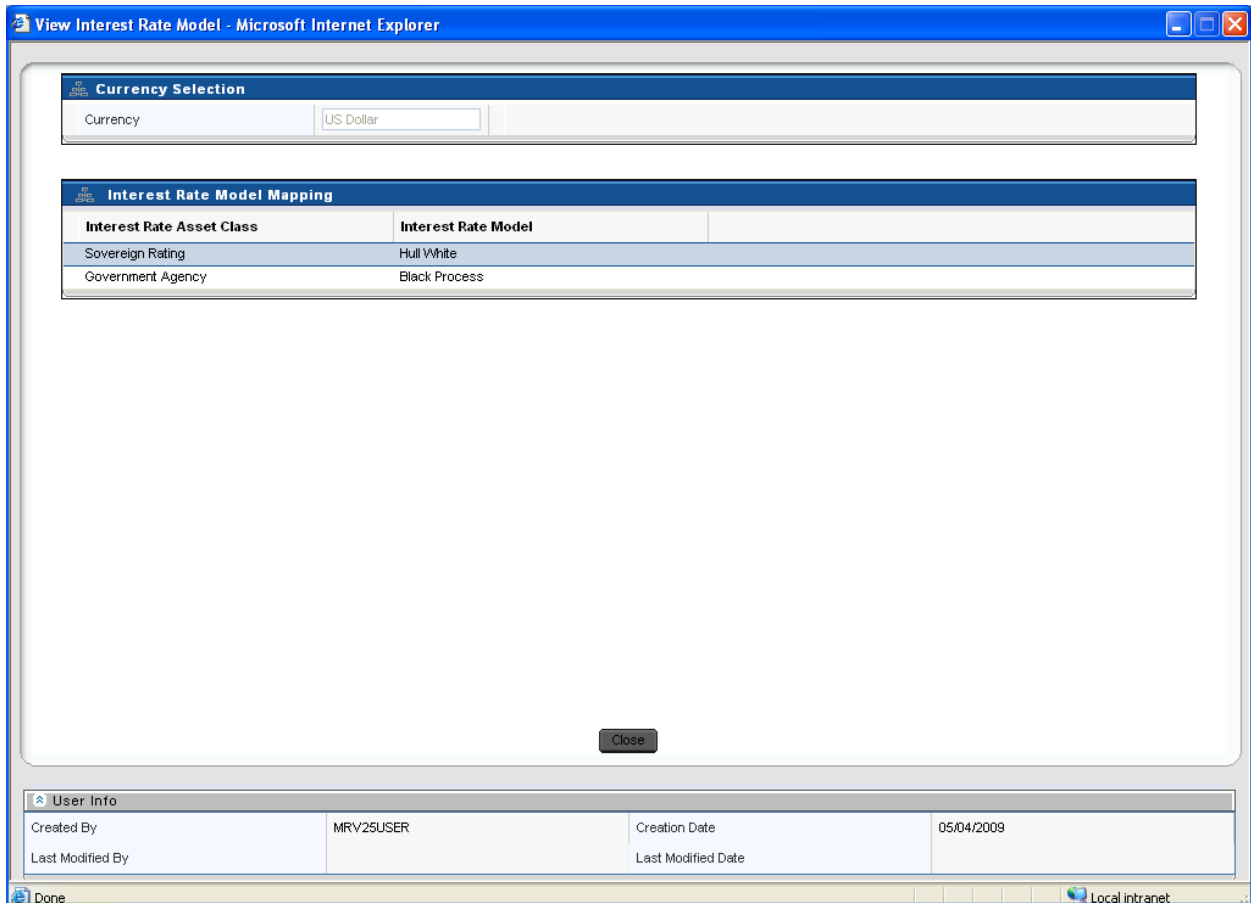 View Interest Rate Model - Microsoft Internet Explorer
Currency Selection
Currency US Dollar
Interest Rate Model Mapping
Interest Rate Asset Class Interest Rate Model
Sovereign Rating Hull White
Government Agency Black Process
Close
User Info
Created By MRV25USER Creation Date 05/04/2009
Last Modified By Last Modified Date
Done Local intranet